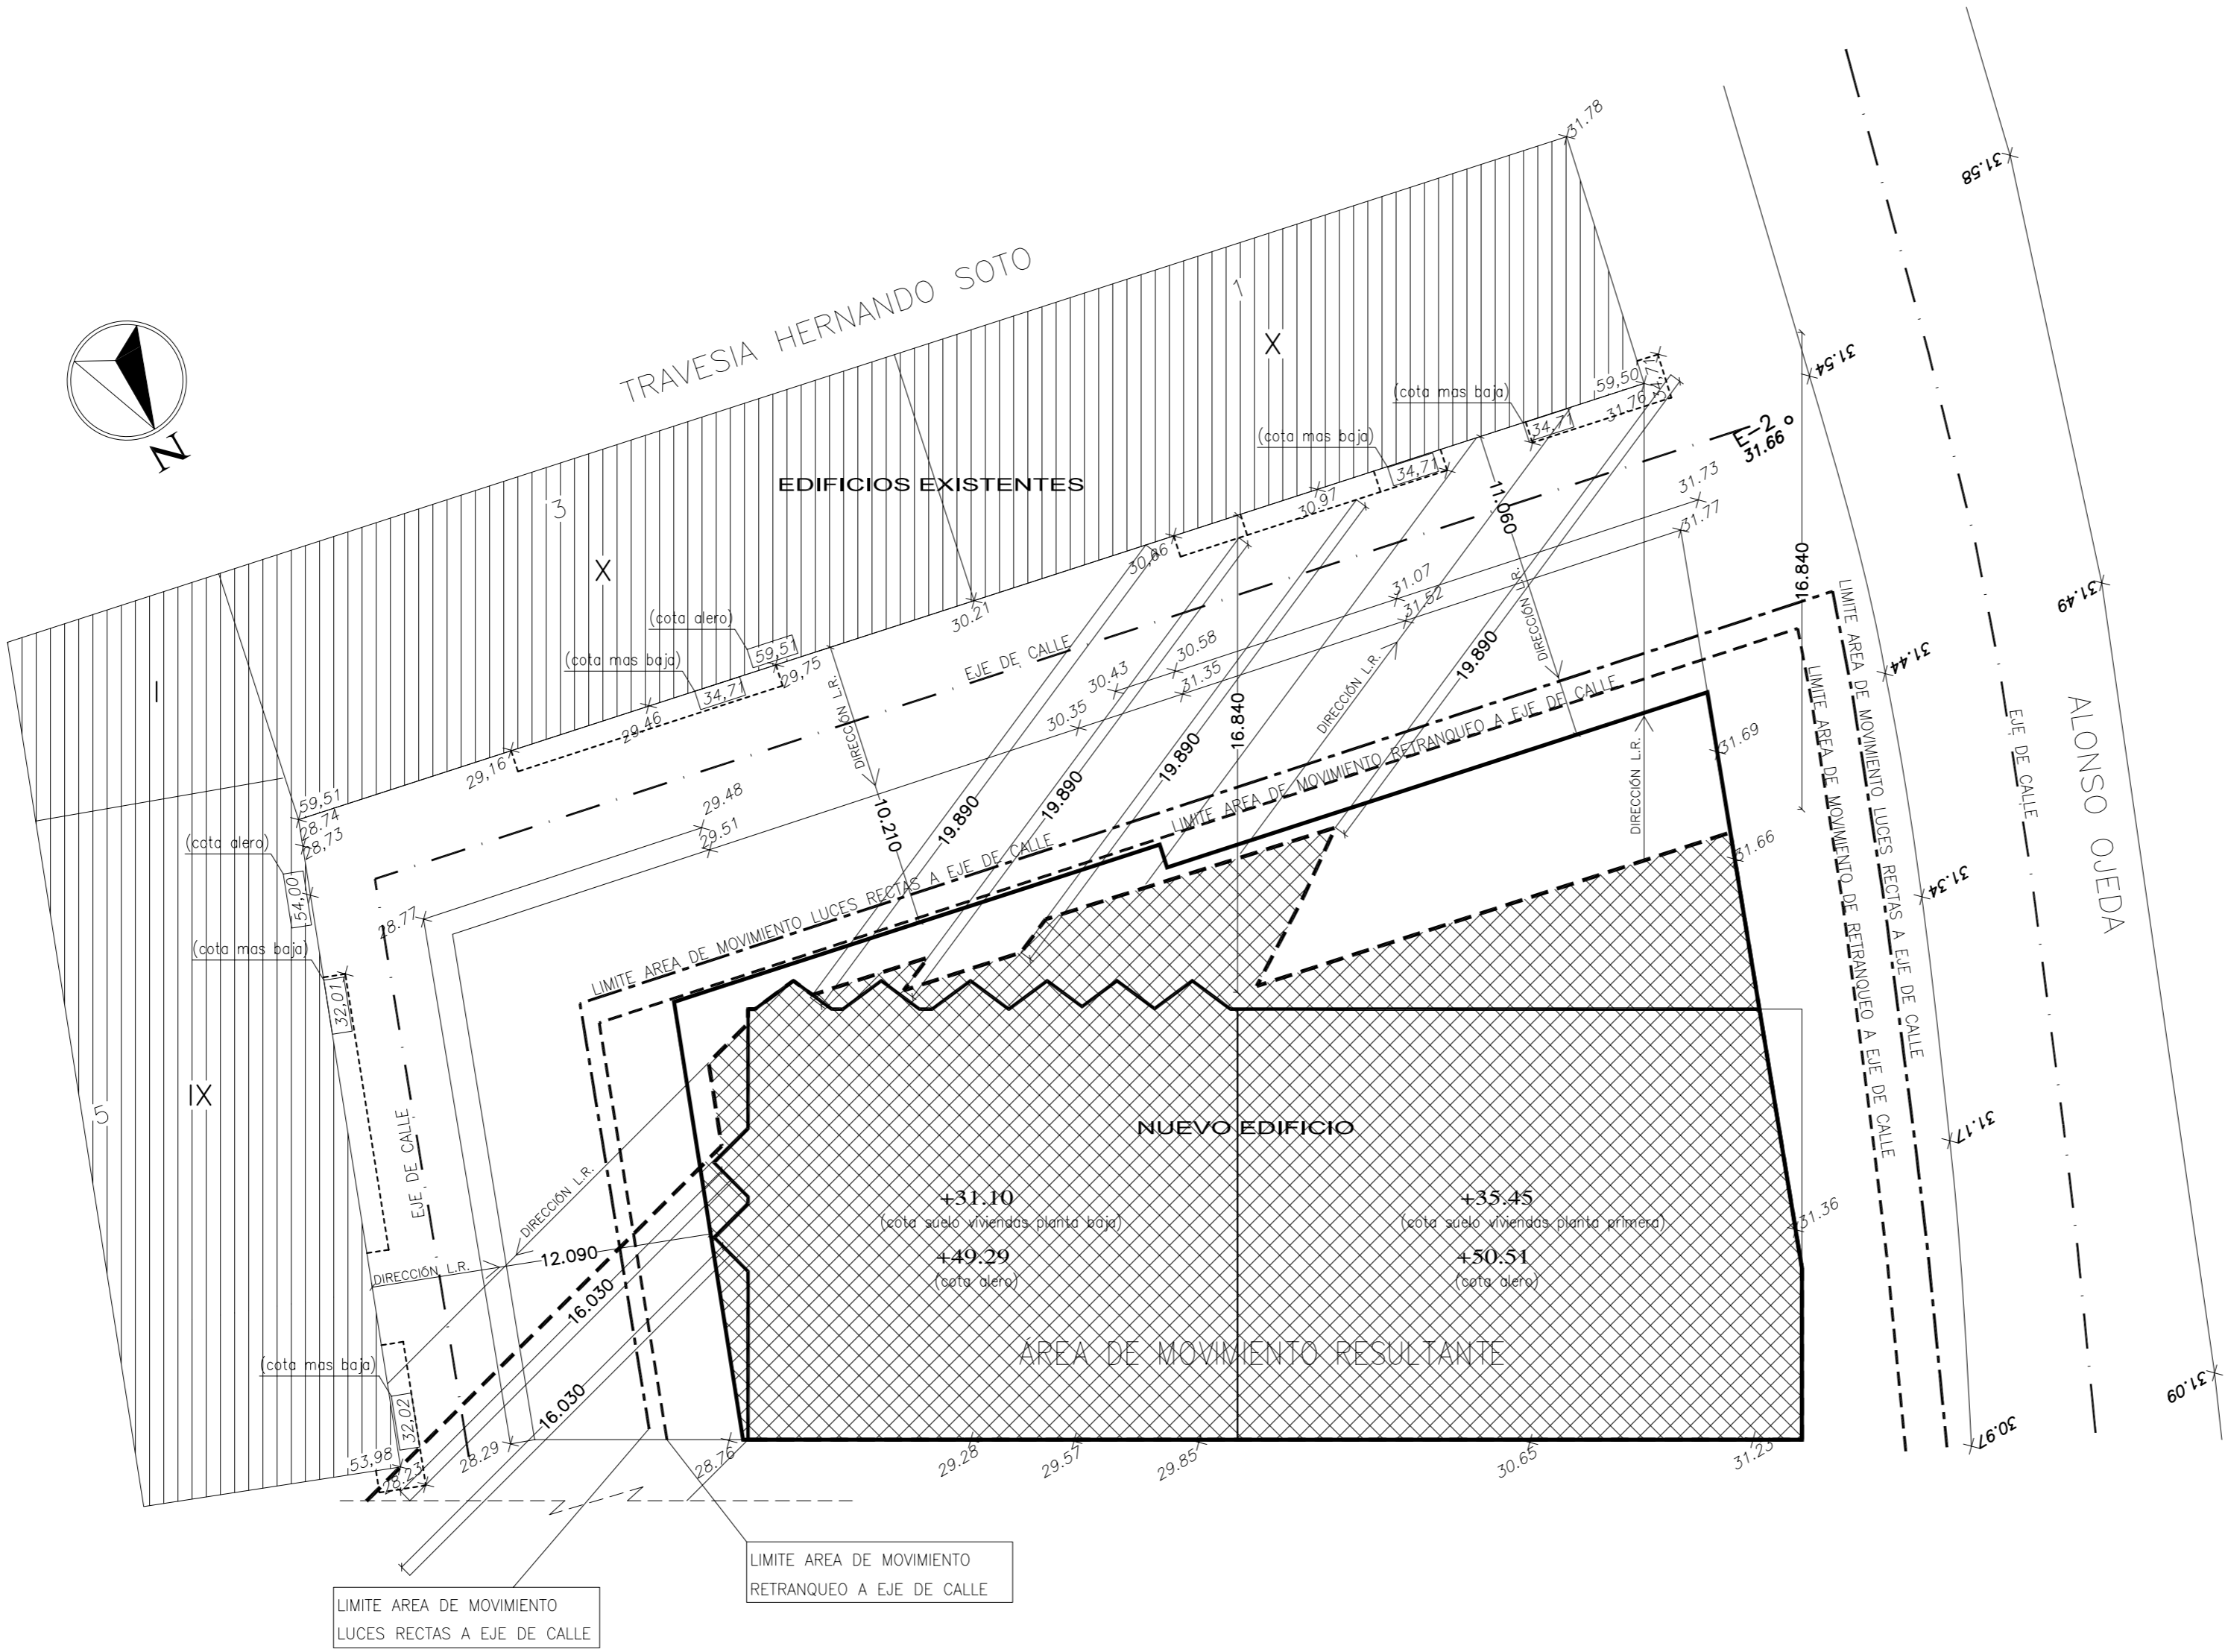 31.78
31.58
TRAVESIA HERNANDO SOTO
1
X
31.54
59,50
(cota mas baja)
34,71
31.76
E-2
31.66
(cota mas baja)
34,71
30.97
11.060
31.73
31.77
N
EDIFICIOS EXISTENTES
3
X
30,66
30.21
16.840
31.49
31.07
31.52
DIRECCIÓN L.R.
(cota alero)
59,51
(cota mas baja)
34,71
29,75
29.46
29,16
EJE DE CALLE
30.58
31.35
30.43
30.35
DIRECCIÓN L.R.
DIRECCIÓN L.R.
19.890
16.840
31.44
I
DIRECCIÓN L.R.
31.69
ALONSO OJEDA
EJE DE CALLE
59,51
28.74
28,73
(cota alero)
54,00
29.48
29.51
10.210
19.890
19.890
19.890
LIMITE AREA DE MOVIMIENTO RETRANQUEO A EJE DE CALLE
LIMITE AREA DE MOVIMIENTO LUCES RECTAS A EJE DE CALLE
31.66
LIMITE AREA DE MOVIMIENTO DE RETRANQUEO A EJE DE CALLE
LIMITE AREA DE MOVIMIENTO LUCES RECTAS A EJE DE CALLE
31.34
28.77
(cota mas baja)
32,01
IX
5
EJE DE CALLE
NUEVO EDIFICIO
31.17
DIRECCIÓN L.R.
+31.10
(cota suelo viviendas planta baja)
+49.29
(cota alero)
+35.45
(cota suelo viviendas planta primera)
+50.51
(cota alero)
31.36
DIRECCIÓN L.R.
12.090
16.030
ÁREA DE MOVIMIENTO RESULTANTE
(cota mas baja)
32,02
16.030
31.09
53,98
28.23
28.29
28.76
29.28
29.57
29.85
30.65
31.23
30.97
LIMITE AREA DE MOVIMIENTO
RETRANQUEO A EJE DE CALLE
LIMITE AREA DE MOVIMIENTO
LUCES RECTAS A EJE DE CALLE